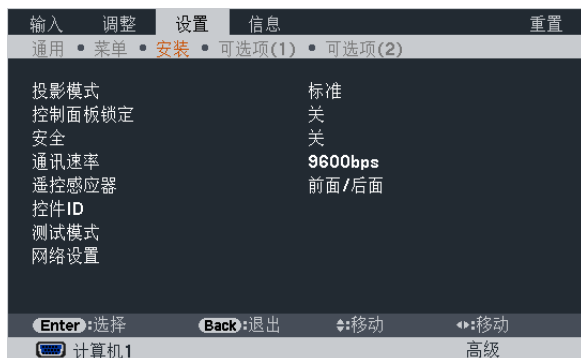 输入 调整 设置 信息 重置
通用 • 菜单 • 安装 • 可选项(1) • 可选项(2)
投影模式 标准
控制面板锁定 关
安全 关
通讯速率 9600bps
遥控感应器 前面/后面
控件ID
测试模式
网络设置
Enter:选择 Back:退出 :移动 :移动
计算机1 高级